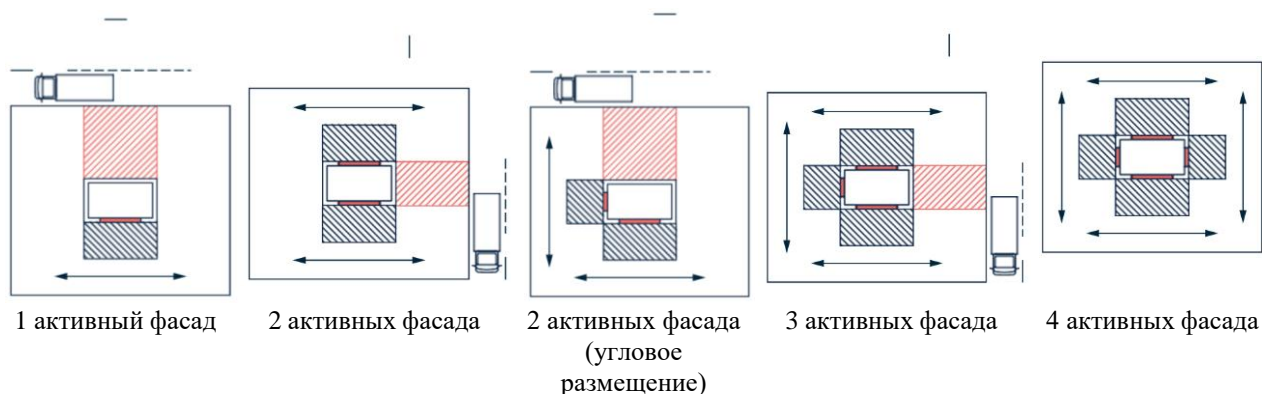 1 активный фасад
2 активных фасада
2 активных фасада
(угловое
размещение)
3 активных фасада
4 активных фасада